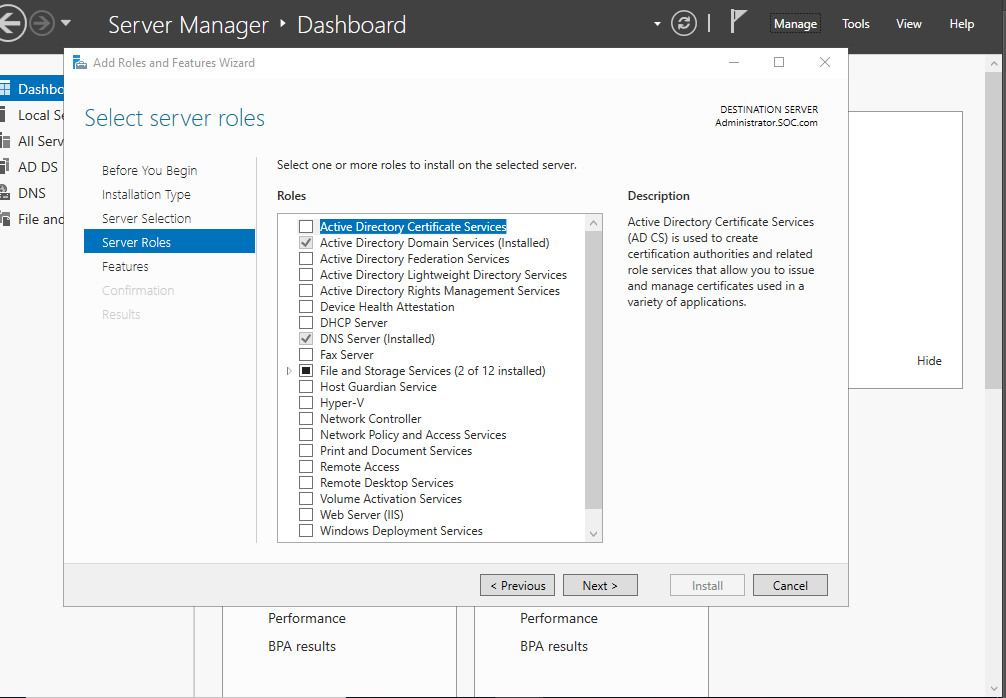 Server Manager ‣ Dashboard
Manage Tools View Help
Add Roles and Features Wizard
Dashbo
Local Se
All Serv
AD DS
DNS
File and
Select server roles
DESTINATION SERVER
Administrator.SOC.com
Before You Begin
Installation Type
Server Selection
Server Roles
Features
Confirmation
Results
Select one or more roles to install on the selected server.
Roles
Active Directory Certificate Services
Active Directory Domain Services (Installed)
Active Directory Federation Services
Active Directory Lightweight Directory Services
Active Directory Rights Management Services
Device Health Attestation
DHCP Server
DNS Server (Installed)
Fax Server
File and Storage Services (2 of 12 installed)
Host Guardian Service
Hyper-V
Network Controller
Network Policy and Access Services
Print and Document Services
Remote Access
Remote Desktop Services
Volume Activation Services
Web Server (IIS)
Windows Deployment Services
Description
Active Directory Certificate Services
(AD CS) is used to create
certification authorities and related
role services that allow you to issue
and manage certificates used in a
variety of applications.
Hide
< Previous
Next >
Install
Cancel
Performance
BPA results
Performance
BPA results